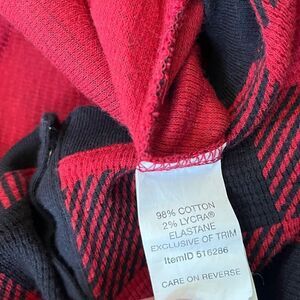 98% COTTON
2% LYCRA®
ELASTANE
EXCLUSIVE OF TRIM
ItemID 516286
CARE ON REVERSE